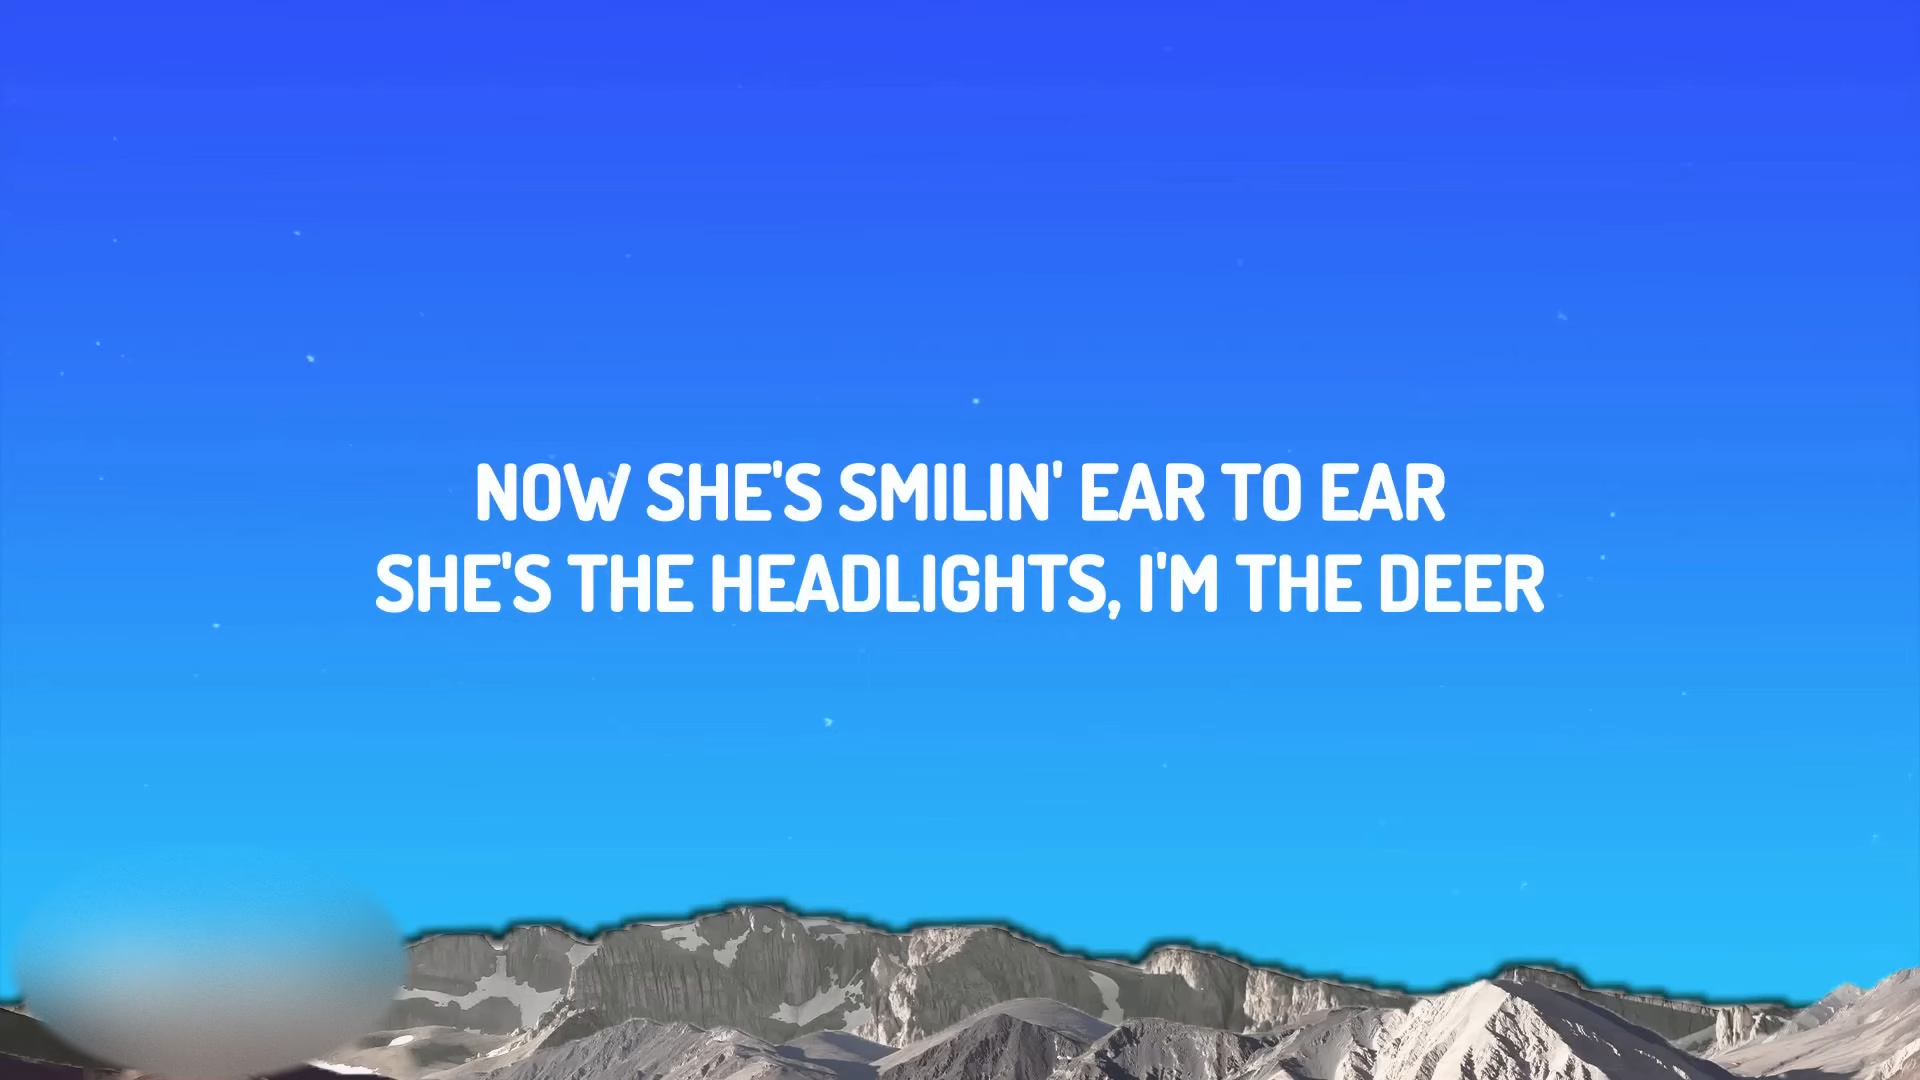 NOW SHE'S SMILIN' EAR TO EAR
SHE'S THE HEADLIGHTS, I'M THE DEER